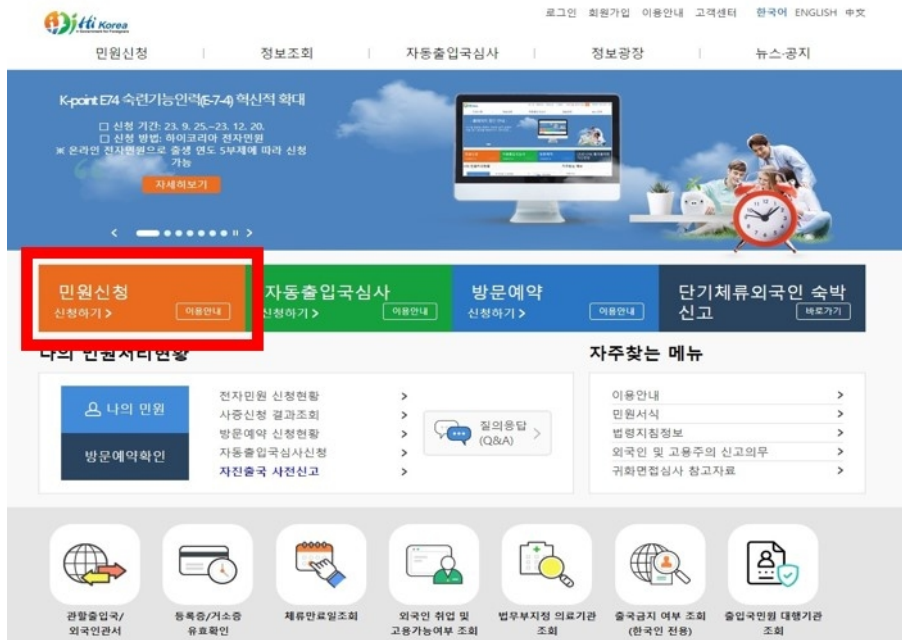 로그인 회원가입 이용안내 고객센터 한국어 ENGLISH 中文
Hi Korea
e-Government for Foreigners
민원신청 정보조회 자동출입국심사 정보광장 뉴스·공지
K-point E74 숙련기능인력(E-7-4) 혁신적 확대
□ 신청 기간: 23. 9. 25.~23. 12. 20.
□ 신청 방법: 하이코리아 전자민원
※ 온라인 전자민원으로 출생 연도 5부제에 따라 신청
가능
자세히보기
민원신청
신청하기 >
이용안내
자동출입국심사
신청하기 >
이용안내
방문예약
신청하기 >
이용안내
단기체류외국인 숙박
신고
바로가기
나의 민원처리현황
나의 민원
방문예약확인
전자민원 신청현황 >
사증신청 결과조회 >
방문예약 신청현황 >
자동출입국심사신청 >
자진출국 사전신고 >
질의응답 >
(Q&A)
자주찾는 메뉴
이용안내 >
민원서식 >
법령지침정보 >
외국인 및 고용주의 신고의무 >
귀화면접심사 참고자료 >
관할출입국/
외국인관서
등록증/거소증
유효확인
체류만료일조회
외국인 취업 및
고용가능여부 조회
법무부지정 의료기관
조회
출국금지 여부 조회
(한국인 전용)
출입국민원 대행기관
조회